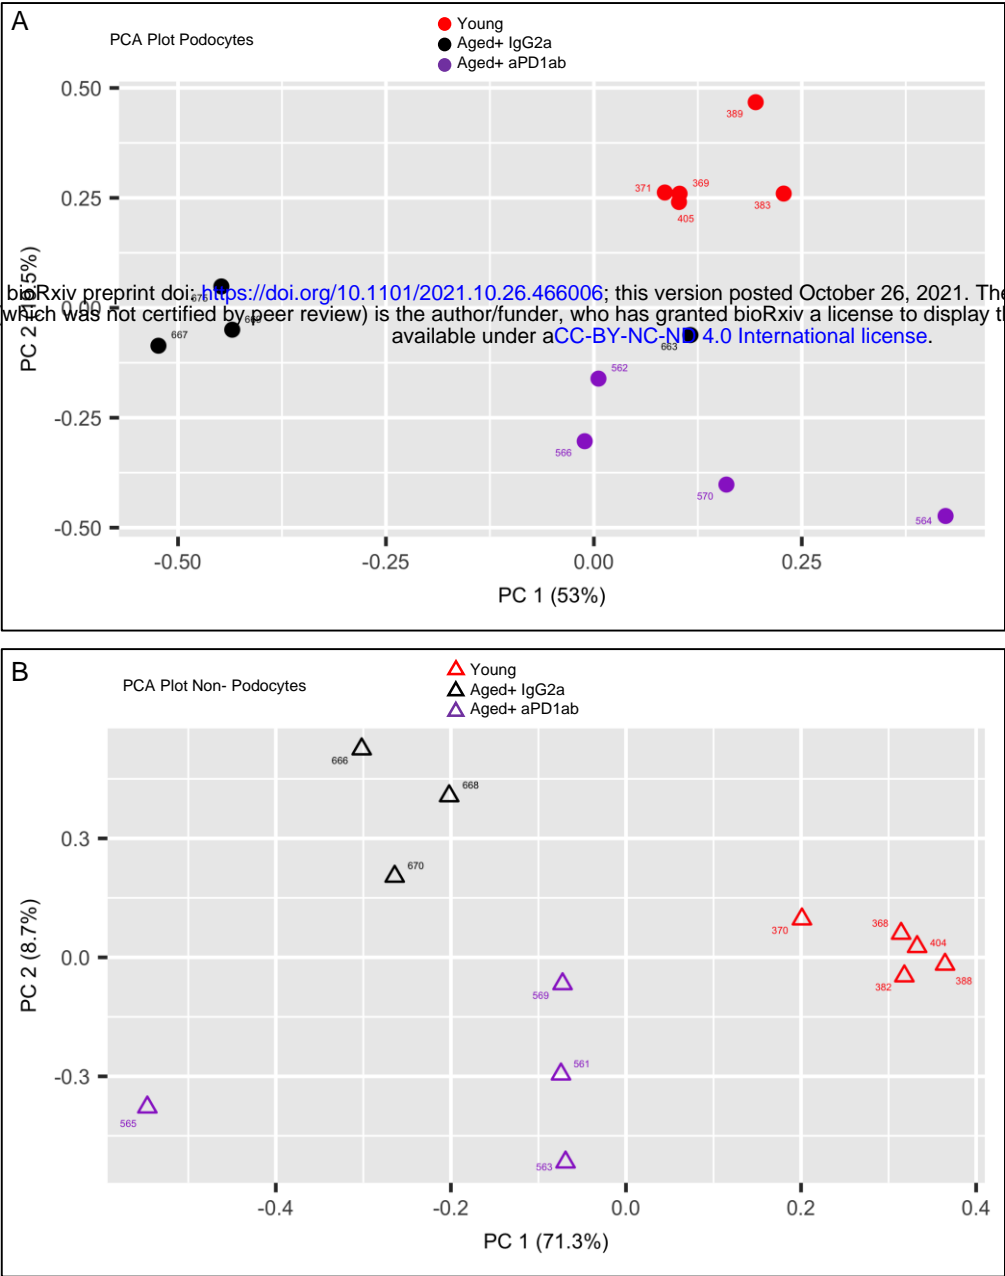 A
PCA Plot Podocytes
Young
Aged+ IgG2a
Aged+ aPD1ab
0.50
0.25
0.00
-0.25
-0.50
389
371
369
405
383
667
663
562
566
570
564
bioRxiv preprint doi: https://doi.org/10.1101/2021.10.26.466006; this version posted October 26, 2021. The
(which was not certified by peer review) is the author/funder, who has granted bioRxiv a license to display th
available under aCC-BY-NC-ND 4.0 International license.
-0.50
-0.25
0.00
0.25
PC 1 (53%)
B
PCA Plot Non- Podocytes
Young
Aged+ IgG2a
Aged+ aPD1ab
PC 2 (8.7%)
0.3
0.0
-0.3
666
668
670
370
368
404
382
388
569
561
565
563
-0.4
-0.2
0.0
0.2
0.4
PC 1 (71.3%)